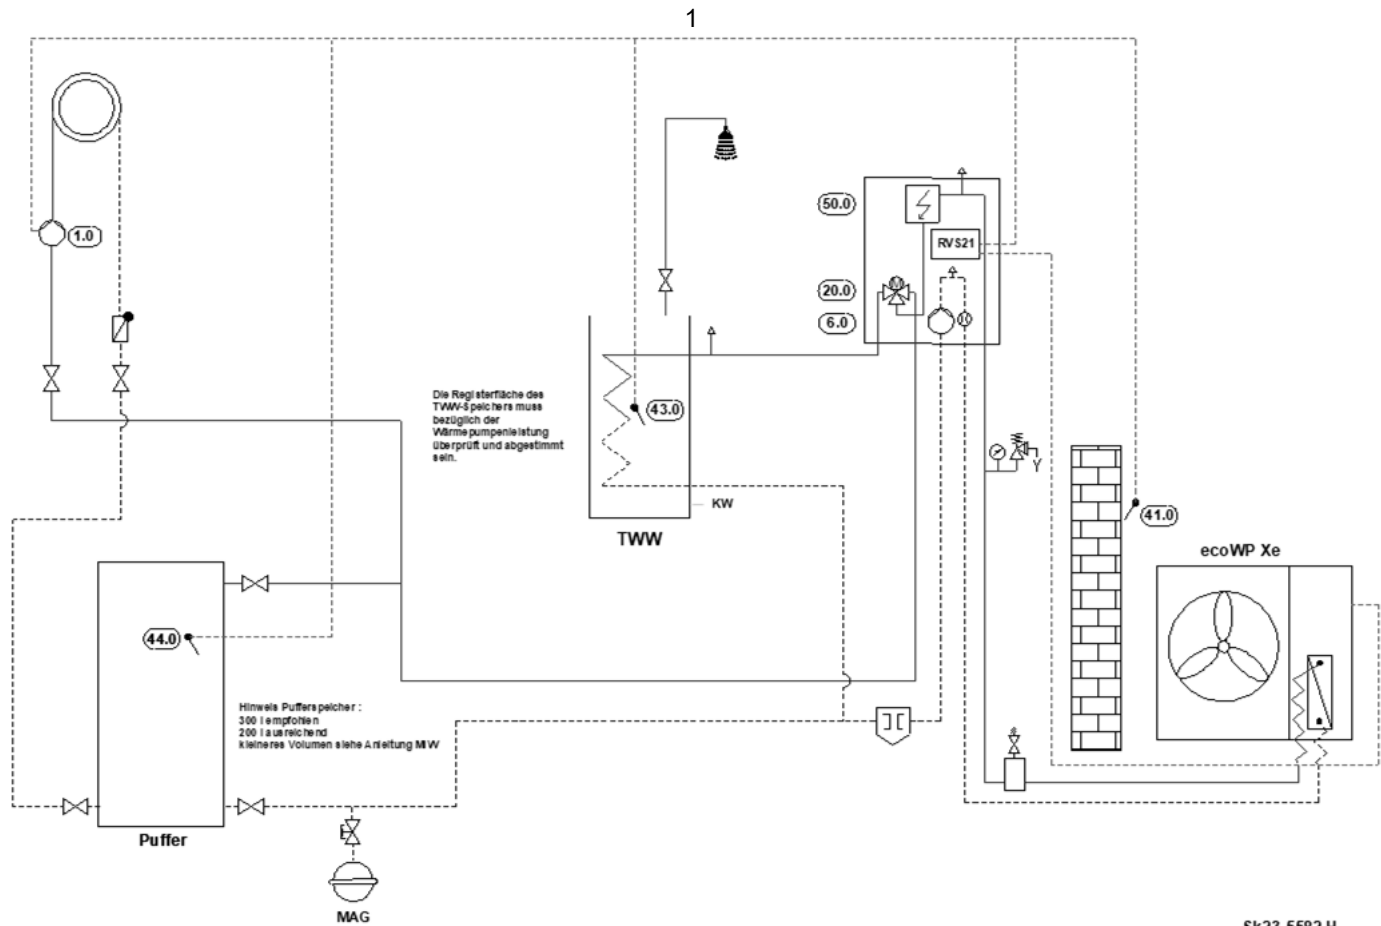 1
1.0
50.0
RVS21
M
20.0
6.0
Die Registerfläche des
TWW-Speichers muss
bezüglich der
Wärmepumpenleistung
überprüft und abgestimmt
sein.
43.0
KW
TWW
41.0
ecoWP Xe
44.0
Hinweis Pufferspeicher :
300 l empfohlen
200 l ausreichend
kleineres Volumen siehe Anleitung MIW
Puffer
MAG